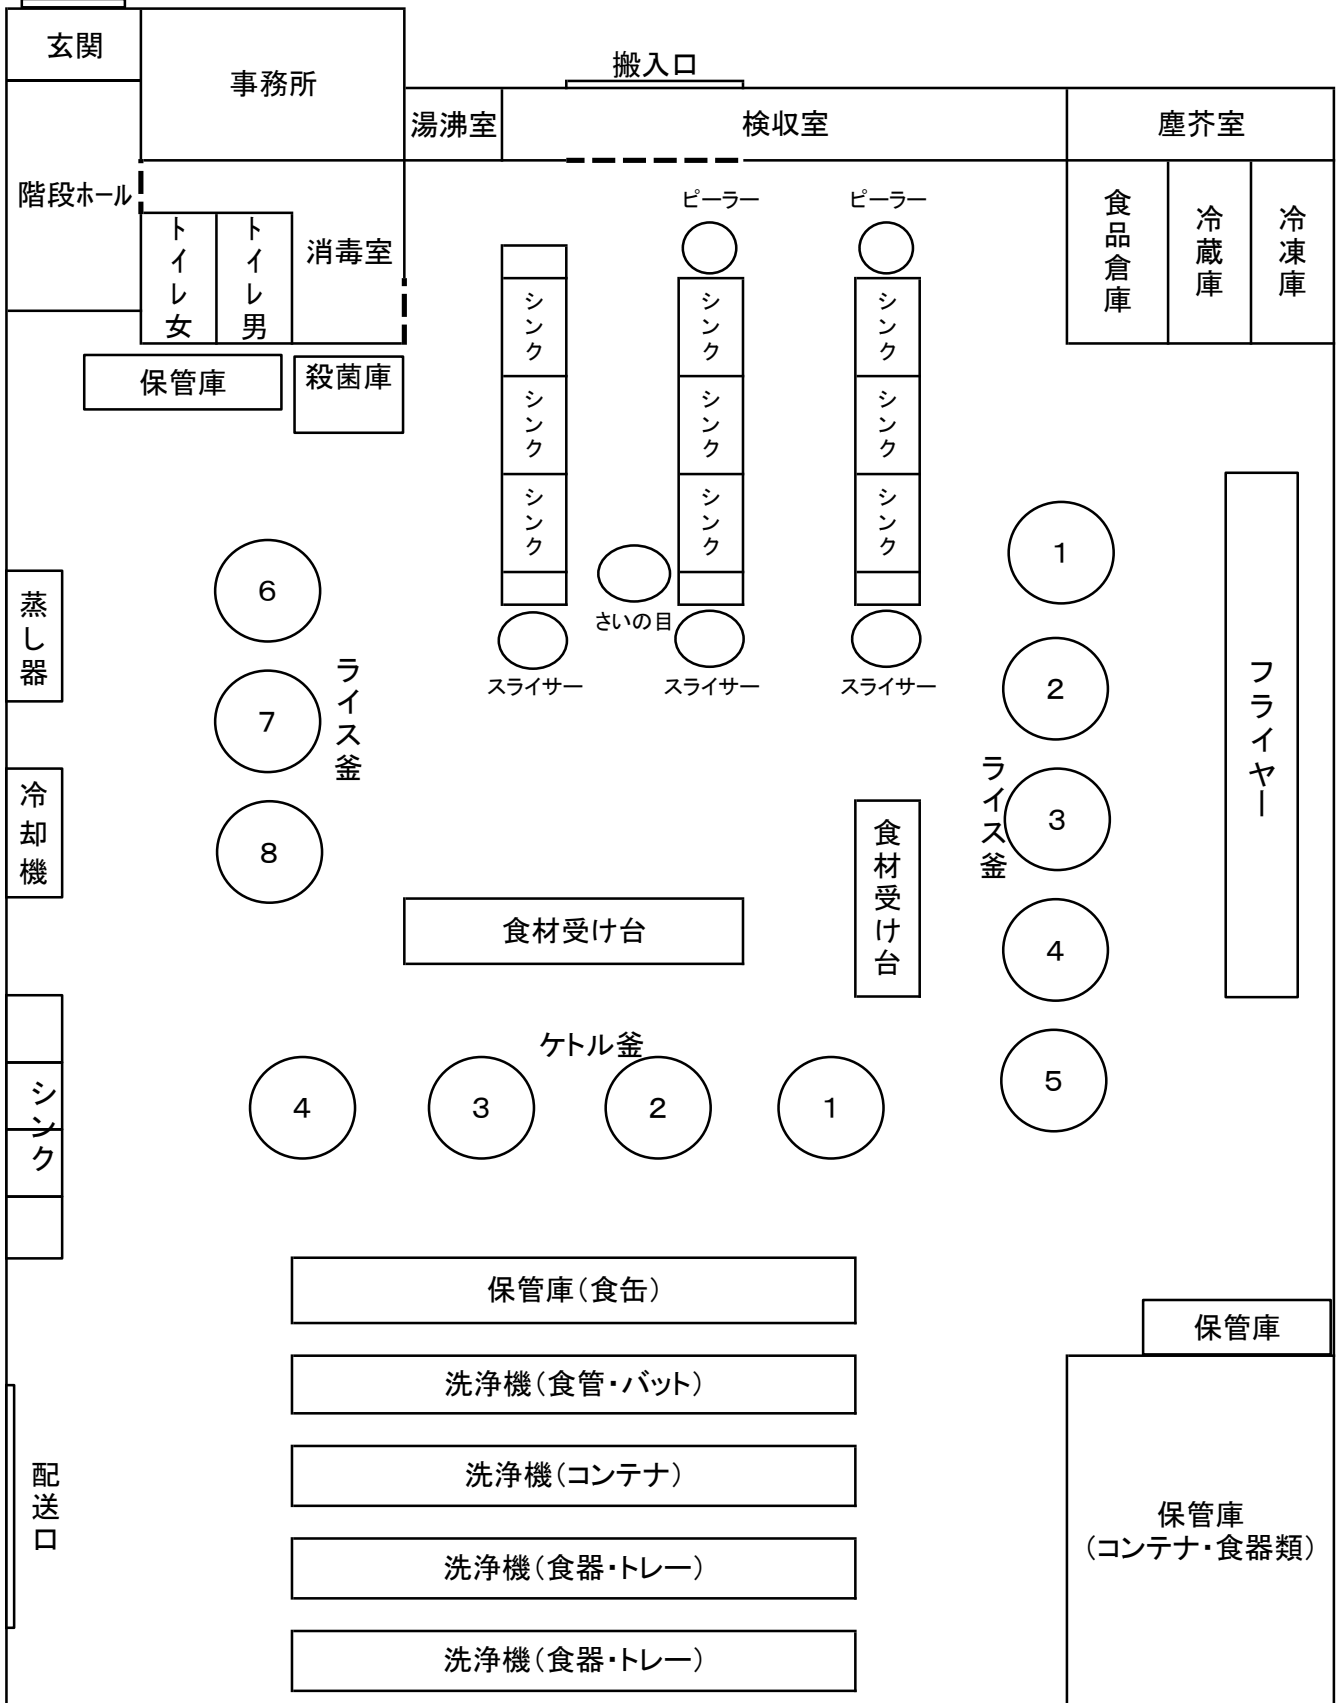 玄関
事務所
搬入口
湯沸室
検収室
塵芥室
階段ホール
トイレ女
トイレ男
消毒室
ピーラー
ピーラー
食品倉庫
冷蔵庫
冷凍庫
保管庫
殺菌庫
シンク
シンク
シンク
シンク
シンク
シンク
シンク
シンク
シンク
さいの目
スライサー
スライサー
スライサー
蒸し器
6
7
8
ライス釜
冷却機
1
2
3
4
5
ライス釜
フライヤー
食材受け台
食材受け台
ケトル釜
4
3
2
1
シンク
保管庫(食缶)
洗浄機(食管・バット)
洗浄機(コンテナ)
洗浄機(食器・トレー)
洗浄機(食器・トレー)
配送口
保管庫
保管庫
(コンテナ・食器類)